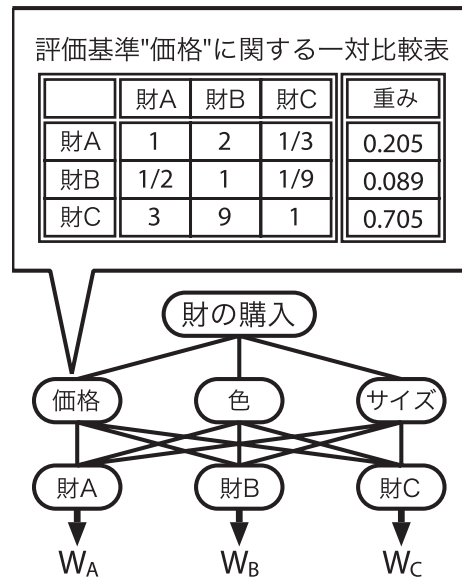 評価基準"価格"に関する一対比較表
財A 財B 財C 重み
財A 1 2 1/3 0.205
財B 1/2 1 1/9 0.089
財C 3 9 1 0.705
財の購入
価格 色 サイズ
財A 財B 財C
WA WB WC